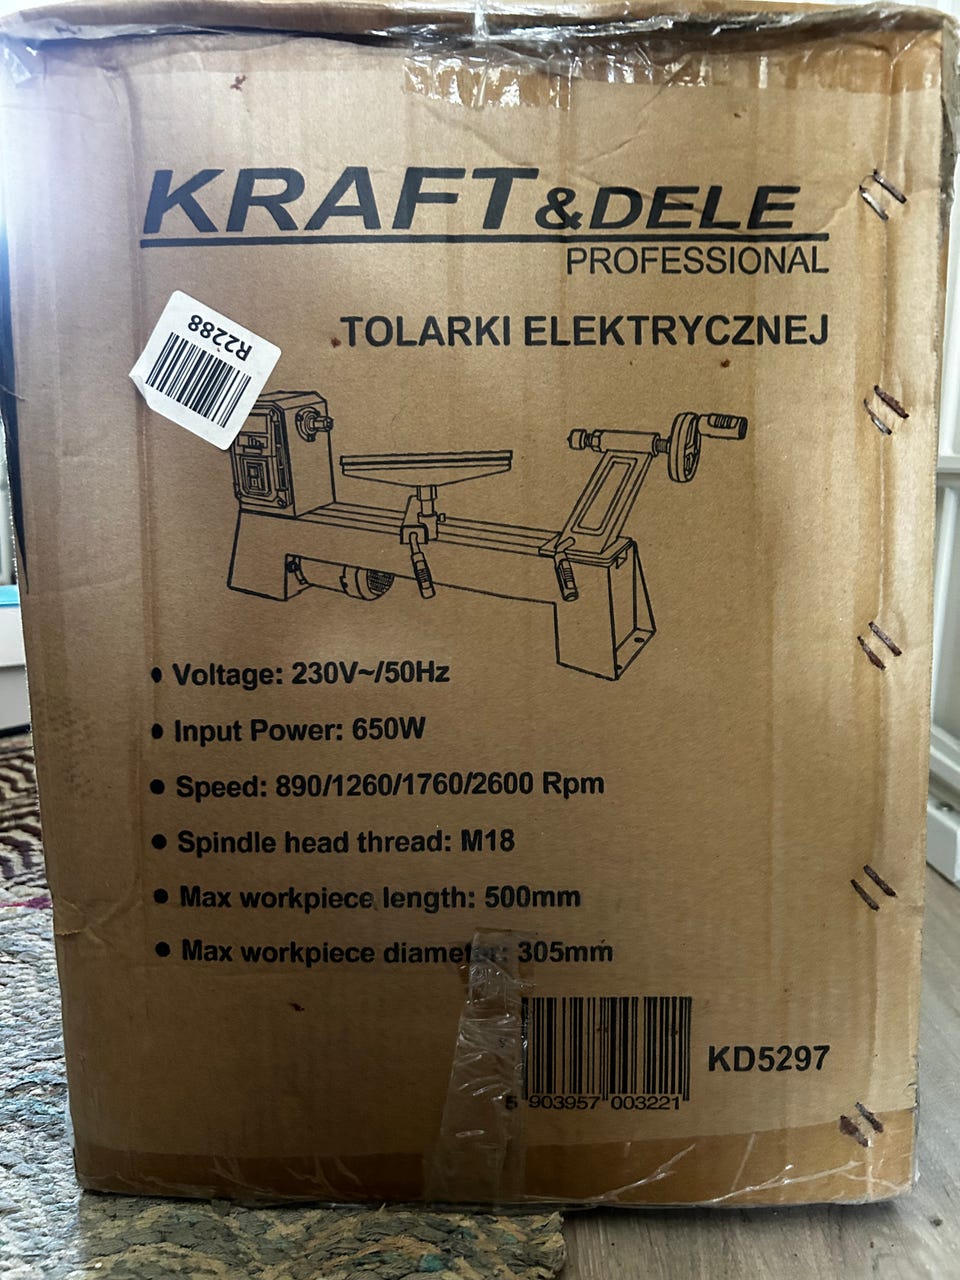 KRAFT&DELE
PROFESSIONAL
TOLARKI ELEKTRYCZNEJ
R2288
• Voltage: 230V~/50Hz
• Input Power: 650W
• Speed: 890/1260/1760/2600 Rpm
• Spindle head thread: M18
• Max workpiece length: 500mm
• Max workpiece diameter: 305mm
KD5297
5 903957 003221